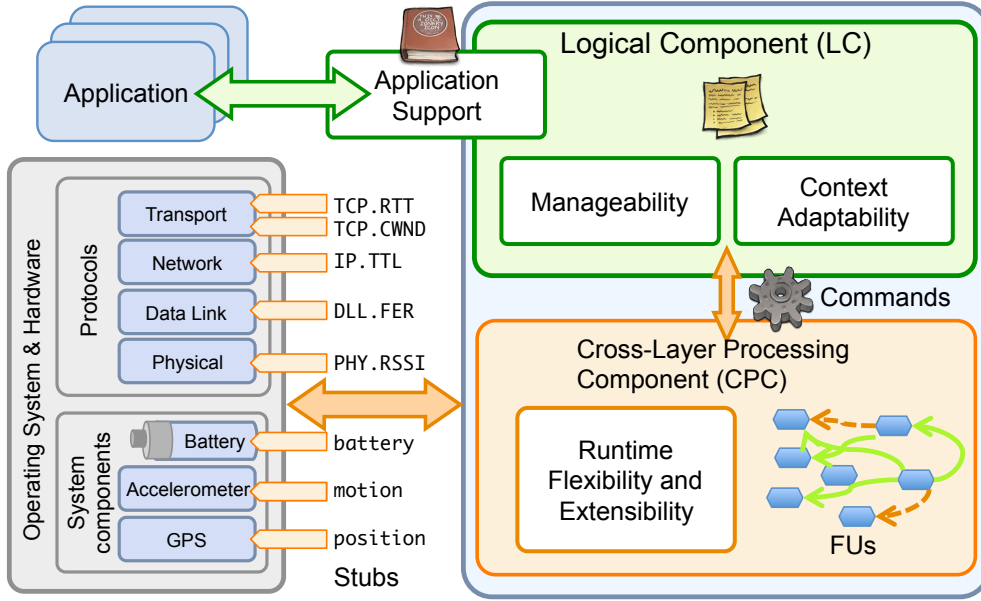 Application
Application
Support
Logical Component (LC)
Manageability
Context
Adaptability
Commands
Cross-Layer Processing
Component (CPC)
Runtime
Flexibility and
Extensibility
FUs
Operating System & Hardware
Protocols
Transport
Network
Data Link
Physical
TCP.RTT
TCP.CWND
IP.TTL
DLL.FER
PHY.RSSI
System
components
Battery
Accelerometer
GPS
battery
motion
position
Stubs